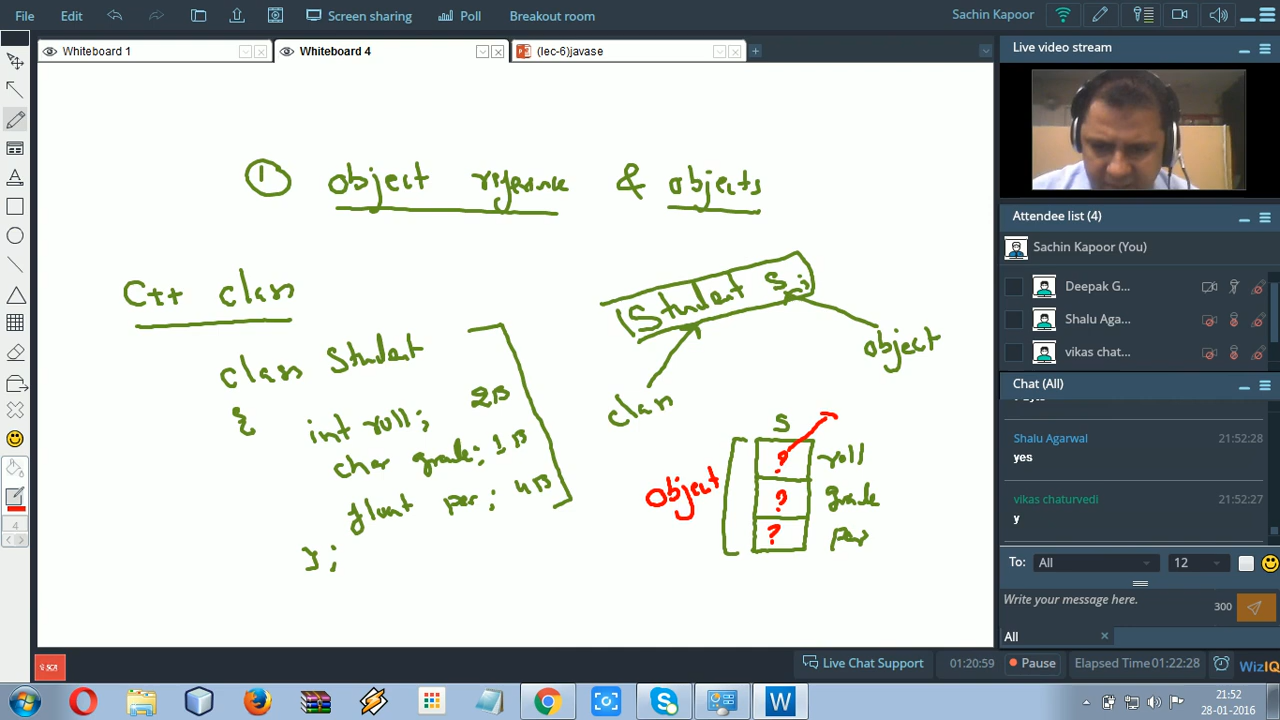 File Edit Screen sharing Poll Breakout room Sachin Kapoor
Whiteboard 1 Whiteboard 4 (lec-6)javase
Live video stream
1 object reference & objects
C++ class
Student S;
class object
class Student
{ int roll; 2B
char grade; 1B
float per; 4B
};
S
object
? roll
? grade
? per
Attendee list (4)
Sachin Kapoor (You)
Deepak G...
Shalu Aga...
vikas chat...
Chat (All)
Shalu Agarwal 21:52:28
yes
vikas chaturvedi 21:52:27
y
To: All 12
Write your message here. 300
All
Live Chat Support 01:20:59 Pause Elapsed Time 01:22:28 WizIQ
21:52
28-01-2016